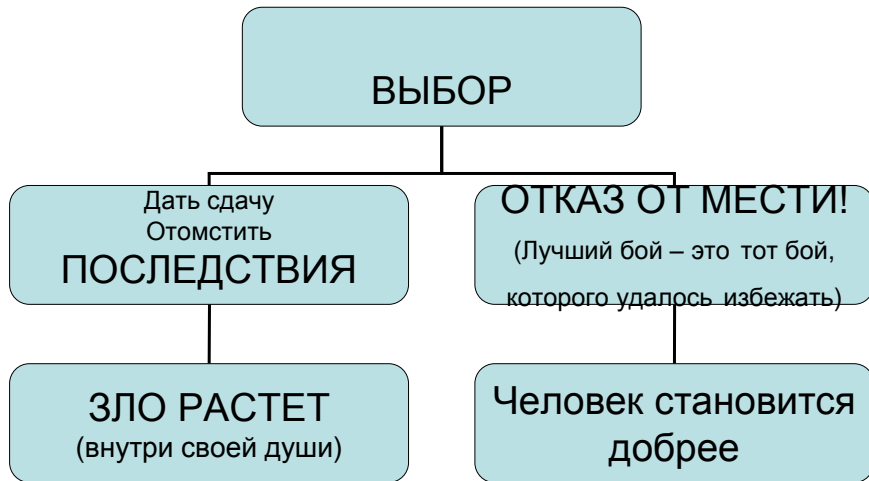 ВЫБОР
Дать сдачу
Отомстить
ПОСЛЕДСТВИЯ
ОТКАЗ ОТ МЕСТИ!
(Лучший бой – это тот бой,
которого удалось избежать)
ЗЛО РАСТЕТ
(внутри своей души)
Человек становится
добрее